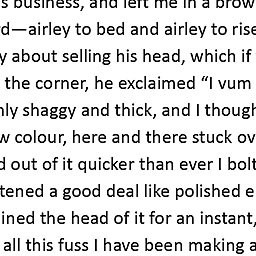 s business, and left me in a brow
d—airley to bed and airley to rise
y about selling his head, which if
the corner, he exclaimed “I vum
nly shaggy and thick, and I though
w colour, here and there stuck ov
d out of it quicker than ever I bolt
tened a good deal like polished e
ined the head of it for an instant,
all this fuss I have been making a